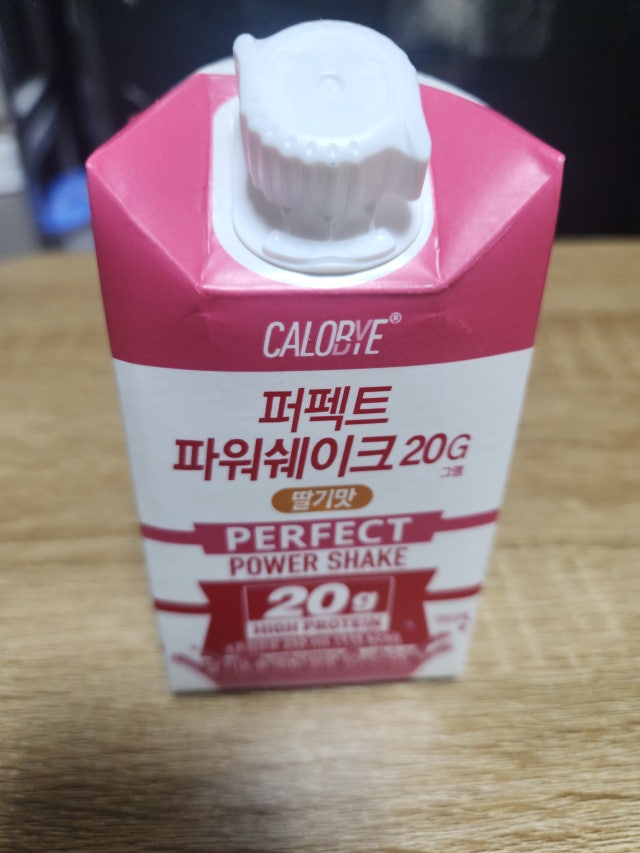 CALOBYE®
퍼펙트
파워쉐이크 20G
그램
딸기맛
PERFECT
POWER SHAKE
20g
HIGH PROTEIN